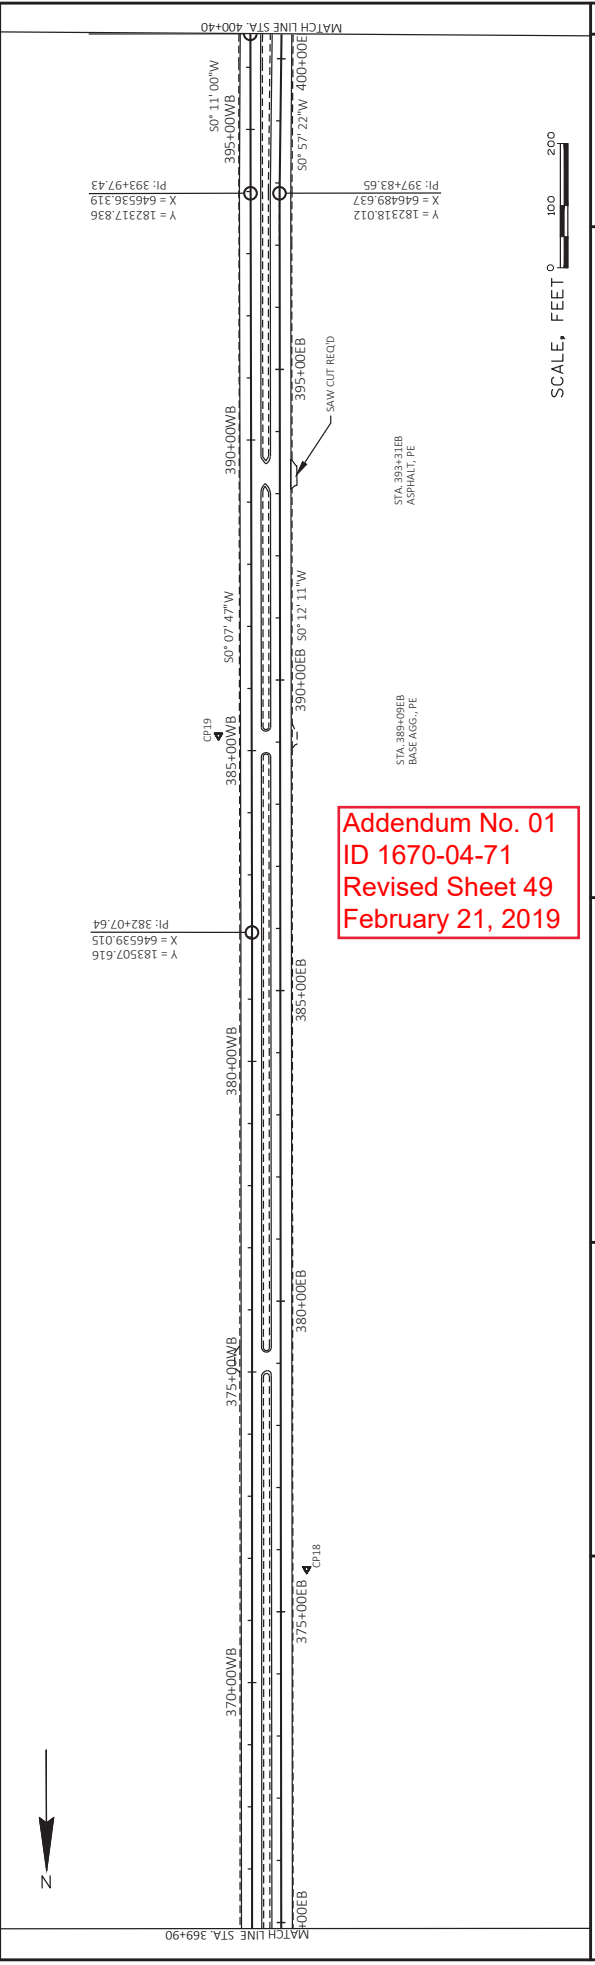 MATCH LINE STA. 400+40
S0° 11' 00"W
395+00WB
400+00E
S0° 57' 22"W
PI: 393+97.43
X = 646536.319
Y = 182317.836
PI: 397+83.65
X = 646489.637
Y = 182318.012
SCALE, FEET
0
100
200
395+00EB
SAW CUT REQ'D
390+00WB
STA. 393+31EB
ASPHALT, PE
S0° 07' 47"W
S0° 12' 11"W
390+00EB
CP19
385+00WB
STA. 389+09EB
BASE AGG., PE
Addendum No. 01
ID 1670-04-71
Revised Sheet 49
February 21, 2019
PI: 382+07.64
X = 646539.015
Y = 183507.616
385+00EB
380+00WB
380+00EB
375+00WB
CP18
375+00EB
370+00WB
N
+00EB
MATCH LINE STA. 369+90